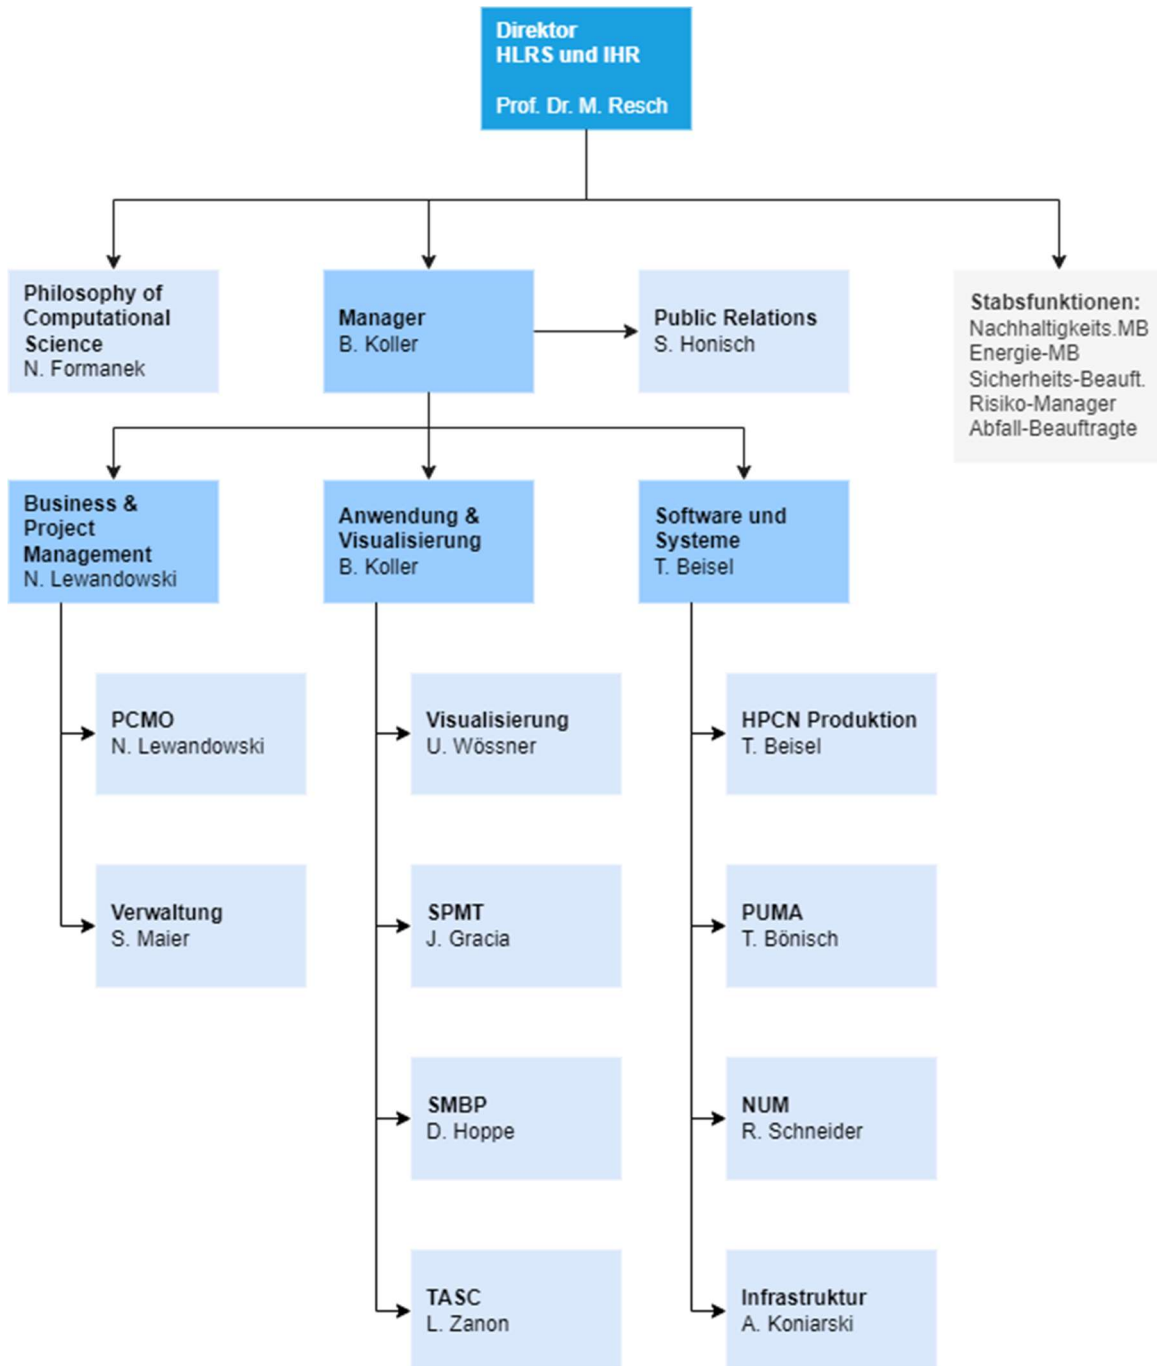 Direktor
HLRS und IHR
Prof. Dr. M. Resch
Philosophy of
Computational
Science
N. Formanek
Manager
B. Koller
Public Relations
S. Honisch
Stabsfunktionen:
Nachhaltigkeits.MB
Energie-MB
Sicherheits-Beauft.
Risiko-Manager
Abfall-Beauftragte
Business &
Project
Management
N. Lewandowski
Anwendung &
Visualisierung
B. Koller
Software und
Systeme
T. Beisel
PCMO
N. Lewandowski
Visualisierung
U. Wössner
HPCN Produktion
T. Beisel
Verwaltung
S. Maier
SPMT
J. Gracia
PUMA
T. Bönisch
SMBP
D. Hoppe
NUM
R. Schneider
TASC
L. Zanon
Infrastruktur
A. Koniarski